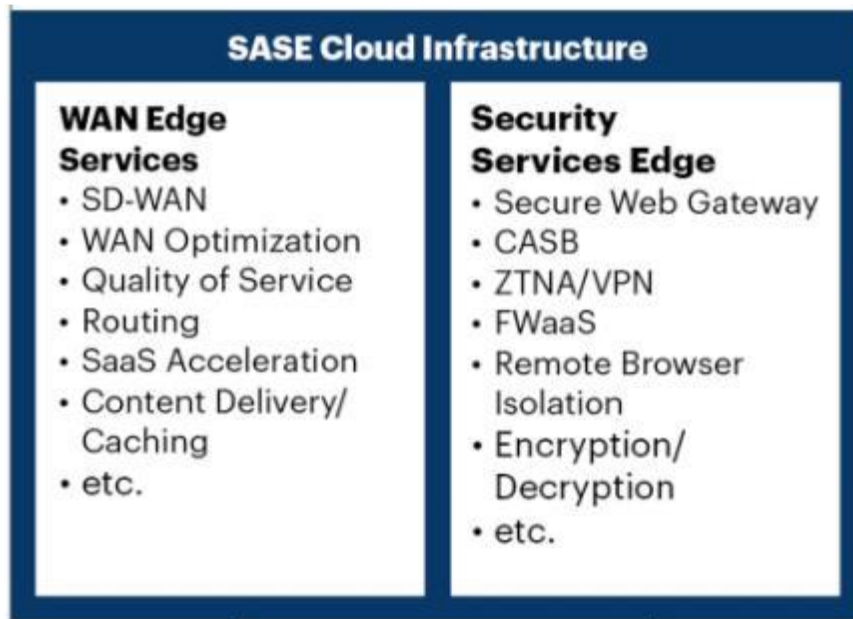 SASE Cloud Infrastructure
WAN Edge
Services
• SD-WAN
• WAN Optimization
• Quality of Service
• Routing
• SaaS Acceleration
• Content Delivery/
Caching
• etc.
Security
Services Edge
• Secure Web Gateway
• CASB
• ZTNA/VPN
• FWaaS
• Remote Browser
Isolation
• Encryption/
Decryption
• etc.